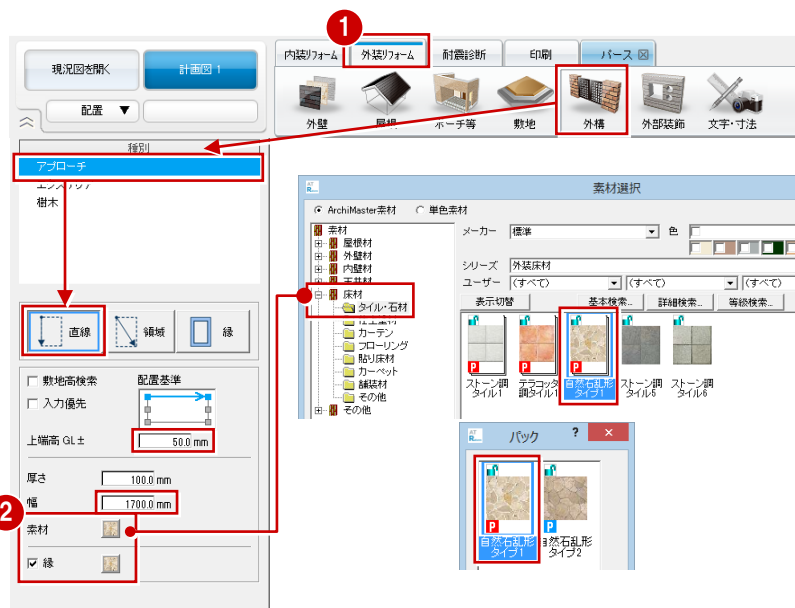 1
現況図を開く
計画図 1
配置 ▼
内装リフォーム
外装リフォーム
耐震診断
印刷
パース
外壁
屋根
ポーチ等
敷地
外構
外部装飾
文字・寸法
種別
アプローチ
エクステリア
樹木
直線
領域
縁
敷地高検索
入力優先
配置基準
上端高 GL±
50.0 mm
厚さ
100.0 mm
幅
1700.0 mm
2
素材
縁
素材選択
ArchiMaster素材
単色素材
素材
屋根材
外壁材
内壁材
天井材
床材
タイル・石材
カーテン
フローリング
貼り床材
カーペット
舗装材
その他
その他
メーカー
標準
色
シリーズ
外装床材
ユーザー
(すべて)
(すべて)
(すべて)
表示切替
基本検索...
詳細検索...
等級検索...
P
P
P
ストーン調
タイル1
テラコッタ
調タイル1
自然石乱形
タイプ1
ストーン調
タイル5
ストーン調
タイル6
パック
?
×
P
P
自然石乱形
タイプ1
自然石乱形
タイプ2